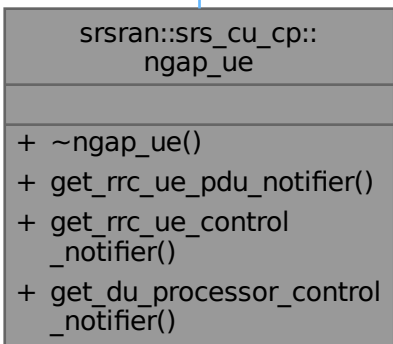 srsran::srs_cu_cp::
ngap_ue
+ ~ngap_ue()
+ get_rrc_ue_pdu_notifier()
+ get_rrc_ue_control
_notifier()
+ get_du_processor_control
_notifier()